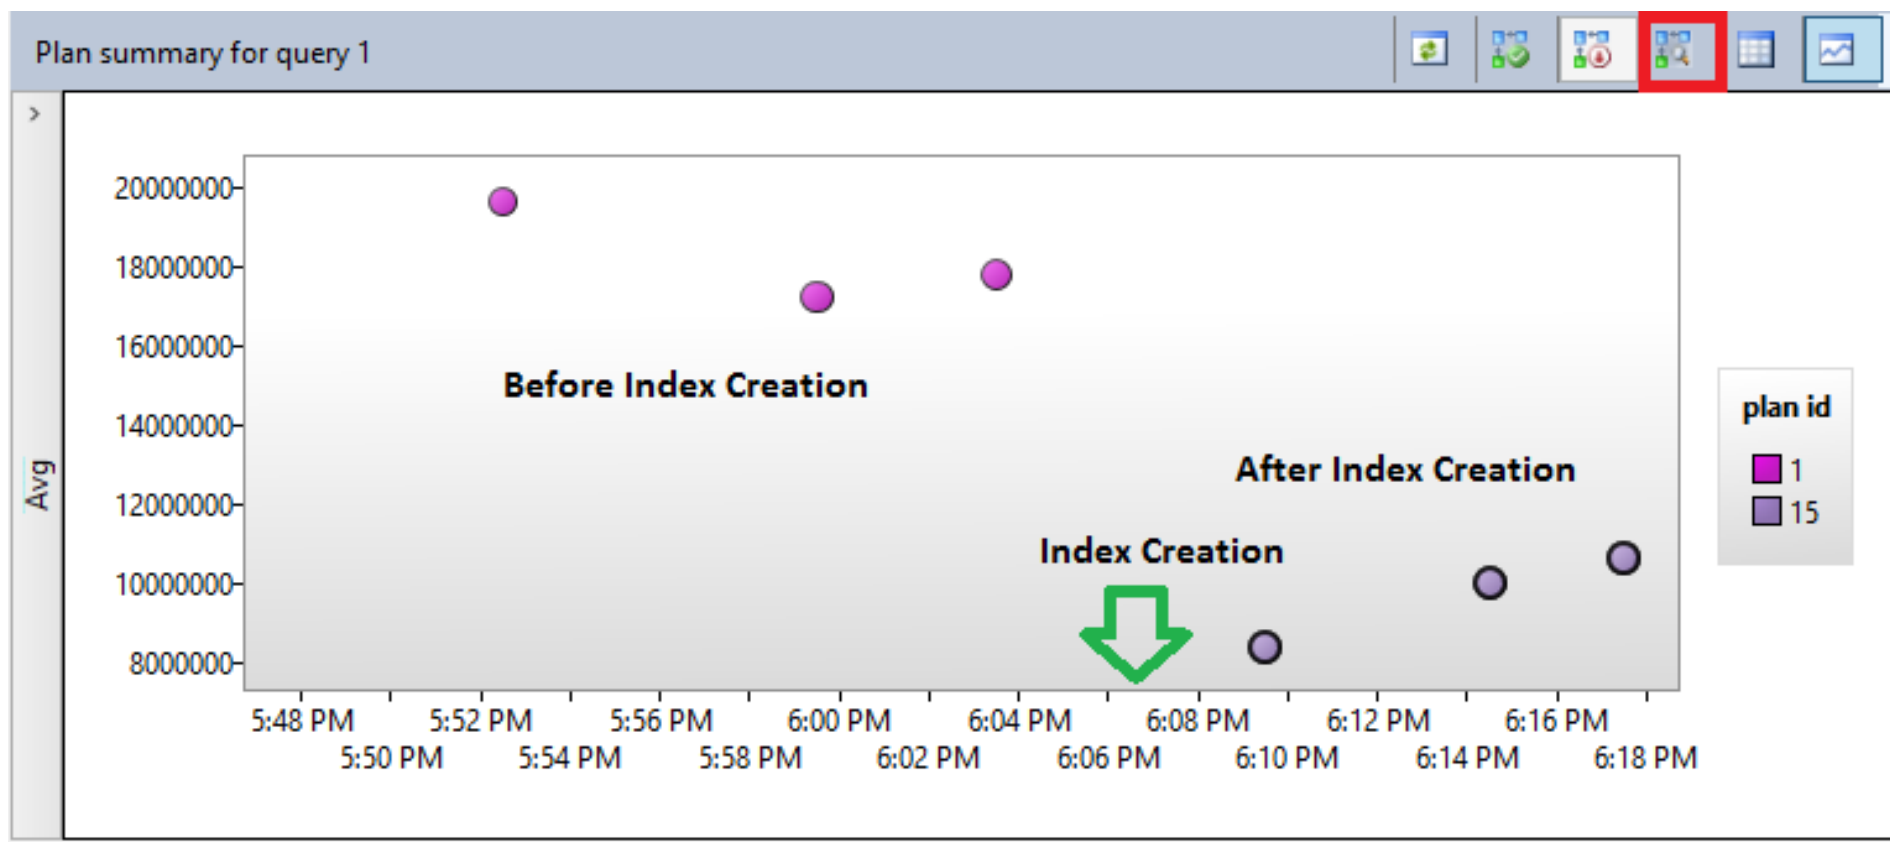 Plan summary for query 1
20000000
18000000
16000000
14000000
12000000
10000000
8000000
Avg
Before Index Creation
After Index Creation
Index Creation
plan id
1
15
5:48 PM 5:52 PM 5:56 PM 6:00 PM 6:04 PM 6:08 PM 6:12 PM 6:16 PM
5:50 PM 5:54 PM 5:58 PM 6:02 PM 6:06 PM 6:10 PM 6:14 PM 6:18 PM